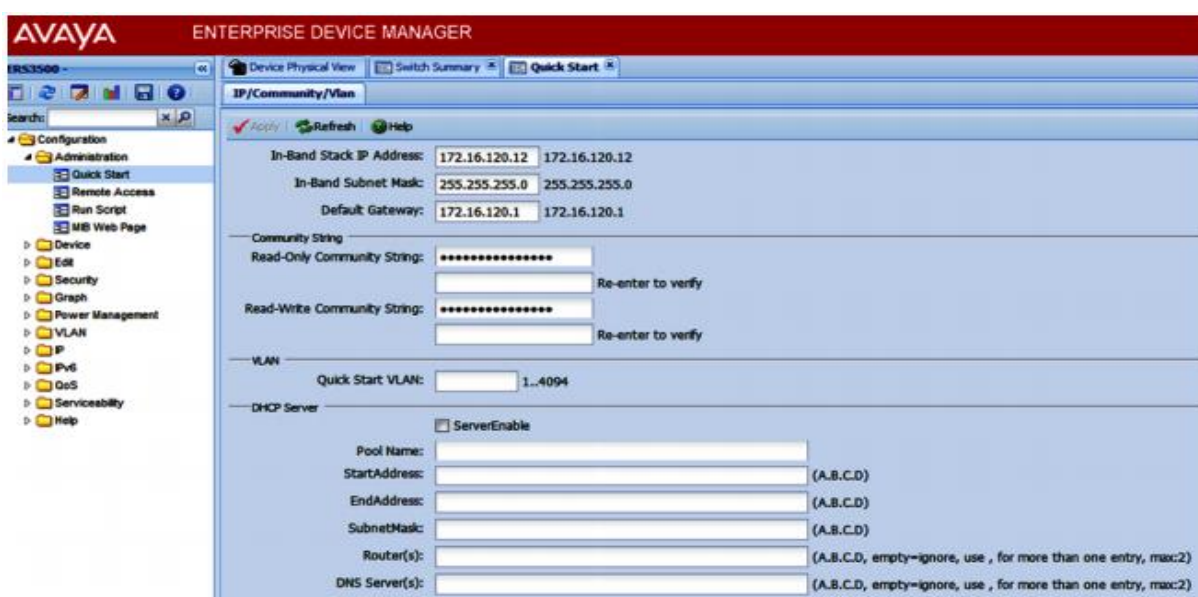 AVAYA ENTERPRISE DEVICE MANAGER
ERS3500 -
Device Physical View Switch Summary Quick Start
IP/Community/Vlan
Search:
Apply Refresh Help
Configuration
Administration
Quick Start
Remote Access
Run Script
MIB Web Page
Device
Edit
Security
Graph
Power Management
VLAN
IP
IPv6
QoS
Serviceability
Help
In-Band Stack IP Address: 172.16.120.12 172.16.120.12
In-Band Subnet Mask: 255.255.255.0 255.255.255.0
Default Gateway: 172.16.120.1 172.16.120.1
Community String
Read-Only Community String: •••••••••••••••
Re-enter to verify
Read-Write Community String: •••••••••••••••
Re-enter to verify
VLAN
Quick Start VLAN: 1..4094
DHCP Server
ServerEnable
Pool Name:
StartAddress: (A.B.C.D)
EndAddress: (A.B.C.D)
SubnetMask: (A.B.C.D)
Router(s): (A.B.C.D, empty=ignore, use , for more than one entry, max:2)
DNS Server(s): (A.B.C.D, empty=ignore, use , for more than one entry, max:2)